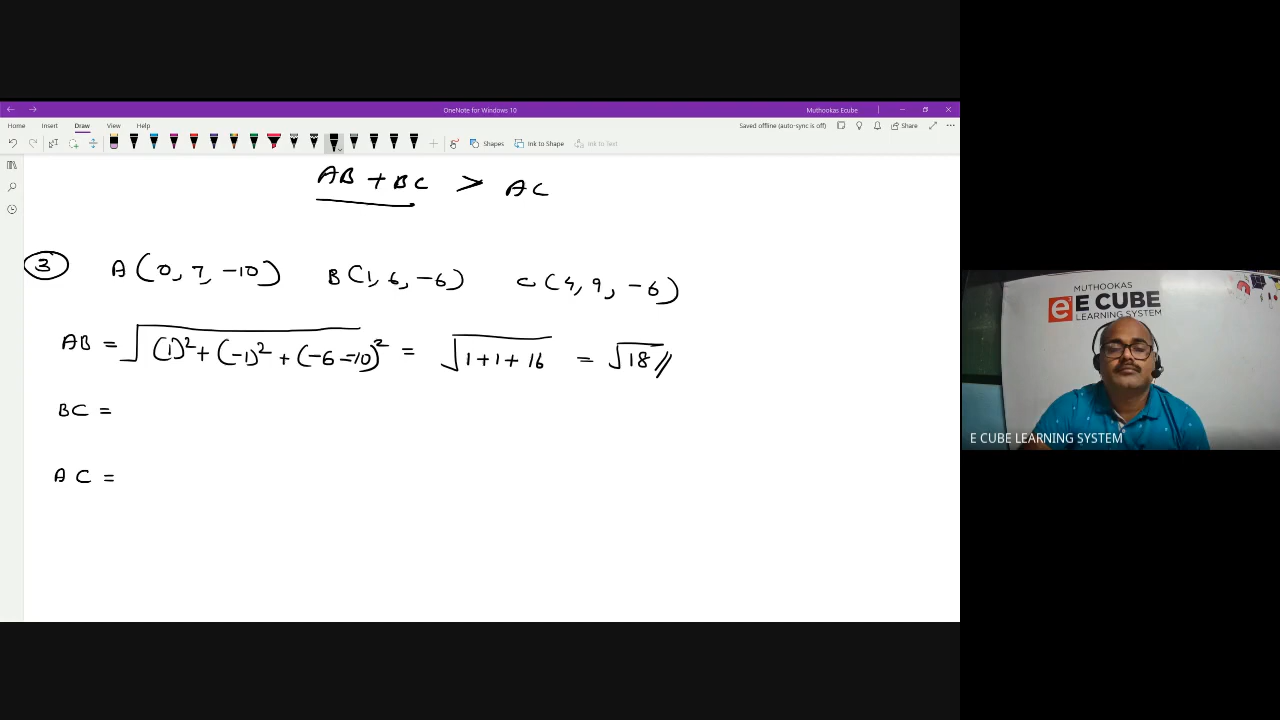 OneNote for Windows 10
Muthookas Ecube
Home Insert Draw View Help
Saved offline (auto-sync is off) Share
Shapes Ink to Shape Ink to Text
AB + BC > AC
3 A (0, 7, -10) B (1, 6, -6) C (4, 9, -6)
AB = √(1)² + (-1)² + (-6 -10)² = √1+1+16 = √18//
BC =
AC =
MUTHOOKAS
e E CUBE
LEARNING SYSTEM
E CUBE LEARNING SYSTEM